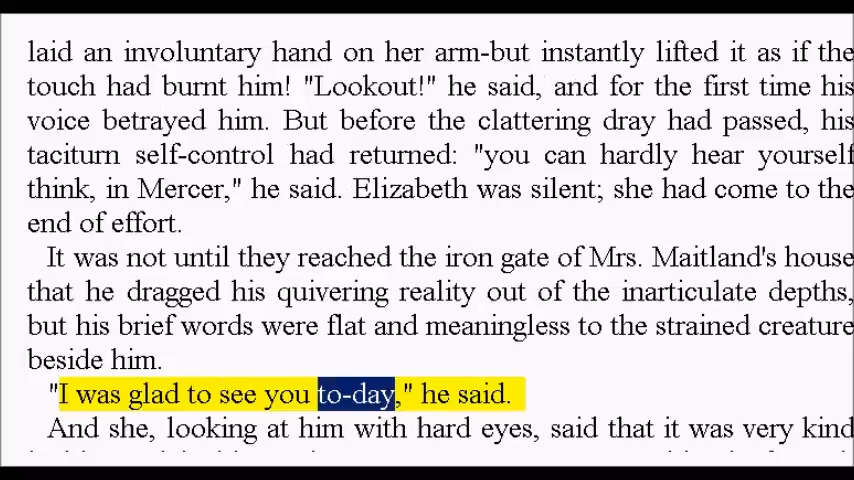 laid an involuntary hand on her arm-but instantly lifted it as if the
touch had burnt him! "Lookout!" he said, and for the first time his
voice betrayed him. But before the clattering dray had passed, his
taciturn self-control had returned: "you can hardly hear yourself
think, in Mercer," he said. Elizabeth was silent; she had come to the
end of effort.
It was not until they reached the iron gate of Mrs. Maitland's house
that he dragged his quivering reality out of the inarticulate depths,
but his brief words were flat and meaningless to the strained creature
beside him.
"I was glad to see you to-day," he said.
And she, looking at him with hard eyes, said that it was very kind